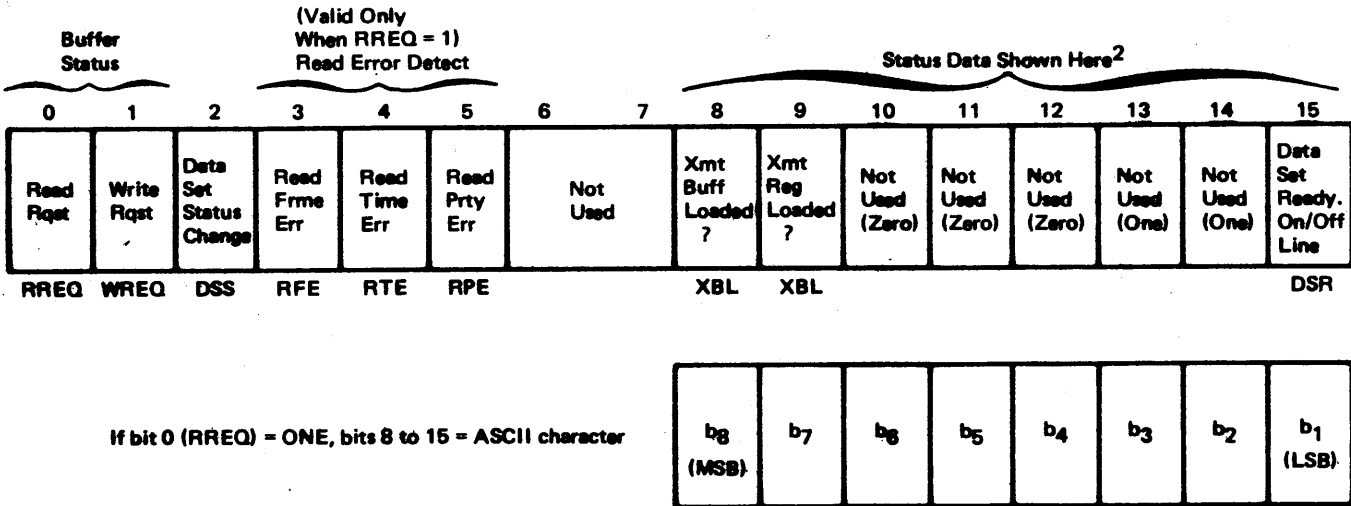 (Valid Only
When RREQ = 1)
Read Error Detect
Buffer
Status
Status Data Shown Here2
0 1 2 3 4 5 6 7 8 9 10 11 12 13 14 15
Read
Rqst
Write
Rqst
Data
Set
Status
Change
Read
Frme
Err
Read
Time
Err
Read
Prty
Err
Not
Used
Xmt
Buff
Loaded
?
Xmt
Reg
Loaded
?
Not
Used
(Zero)
Not
Used
(Zero)
Not
Used
(Zero)
Not
Used
(One)
Not
Used
(One)
Data
Set
Ready.
On/Off
Line
RREQ WREQ DSS RFE RTE RPE XBL XBL DSR
If bit 0 (RREQ) = ONE, bits 8 to 15 = ASCII character
b8
(MSB)
b7
b6
b5
b4
b3
b2
b1
(LSB)